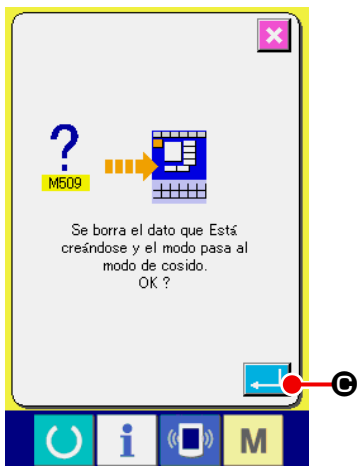 ?
M509
Se borra el dato que Está
creándose y el modo pasa al
modo de cosido.
OK ?
C
i
M